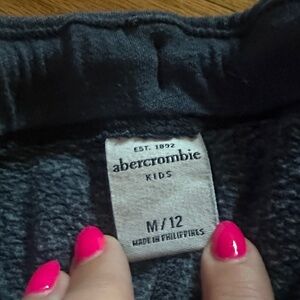 EST. 1892
abercrombie
KIDS
M/12
MADE IN PHILIPPINES